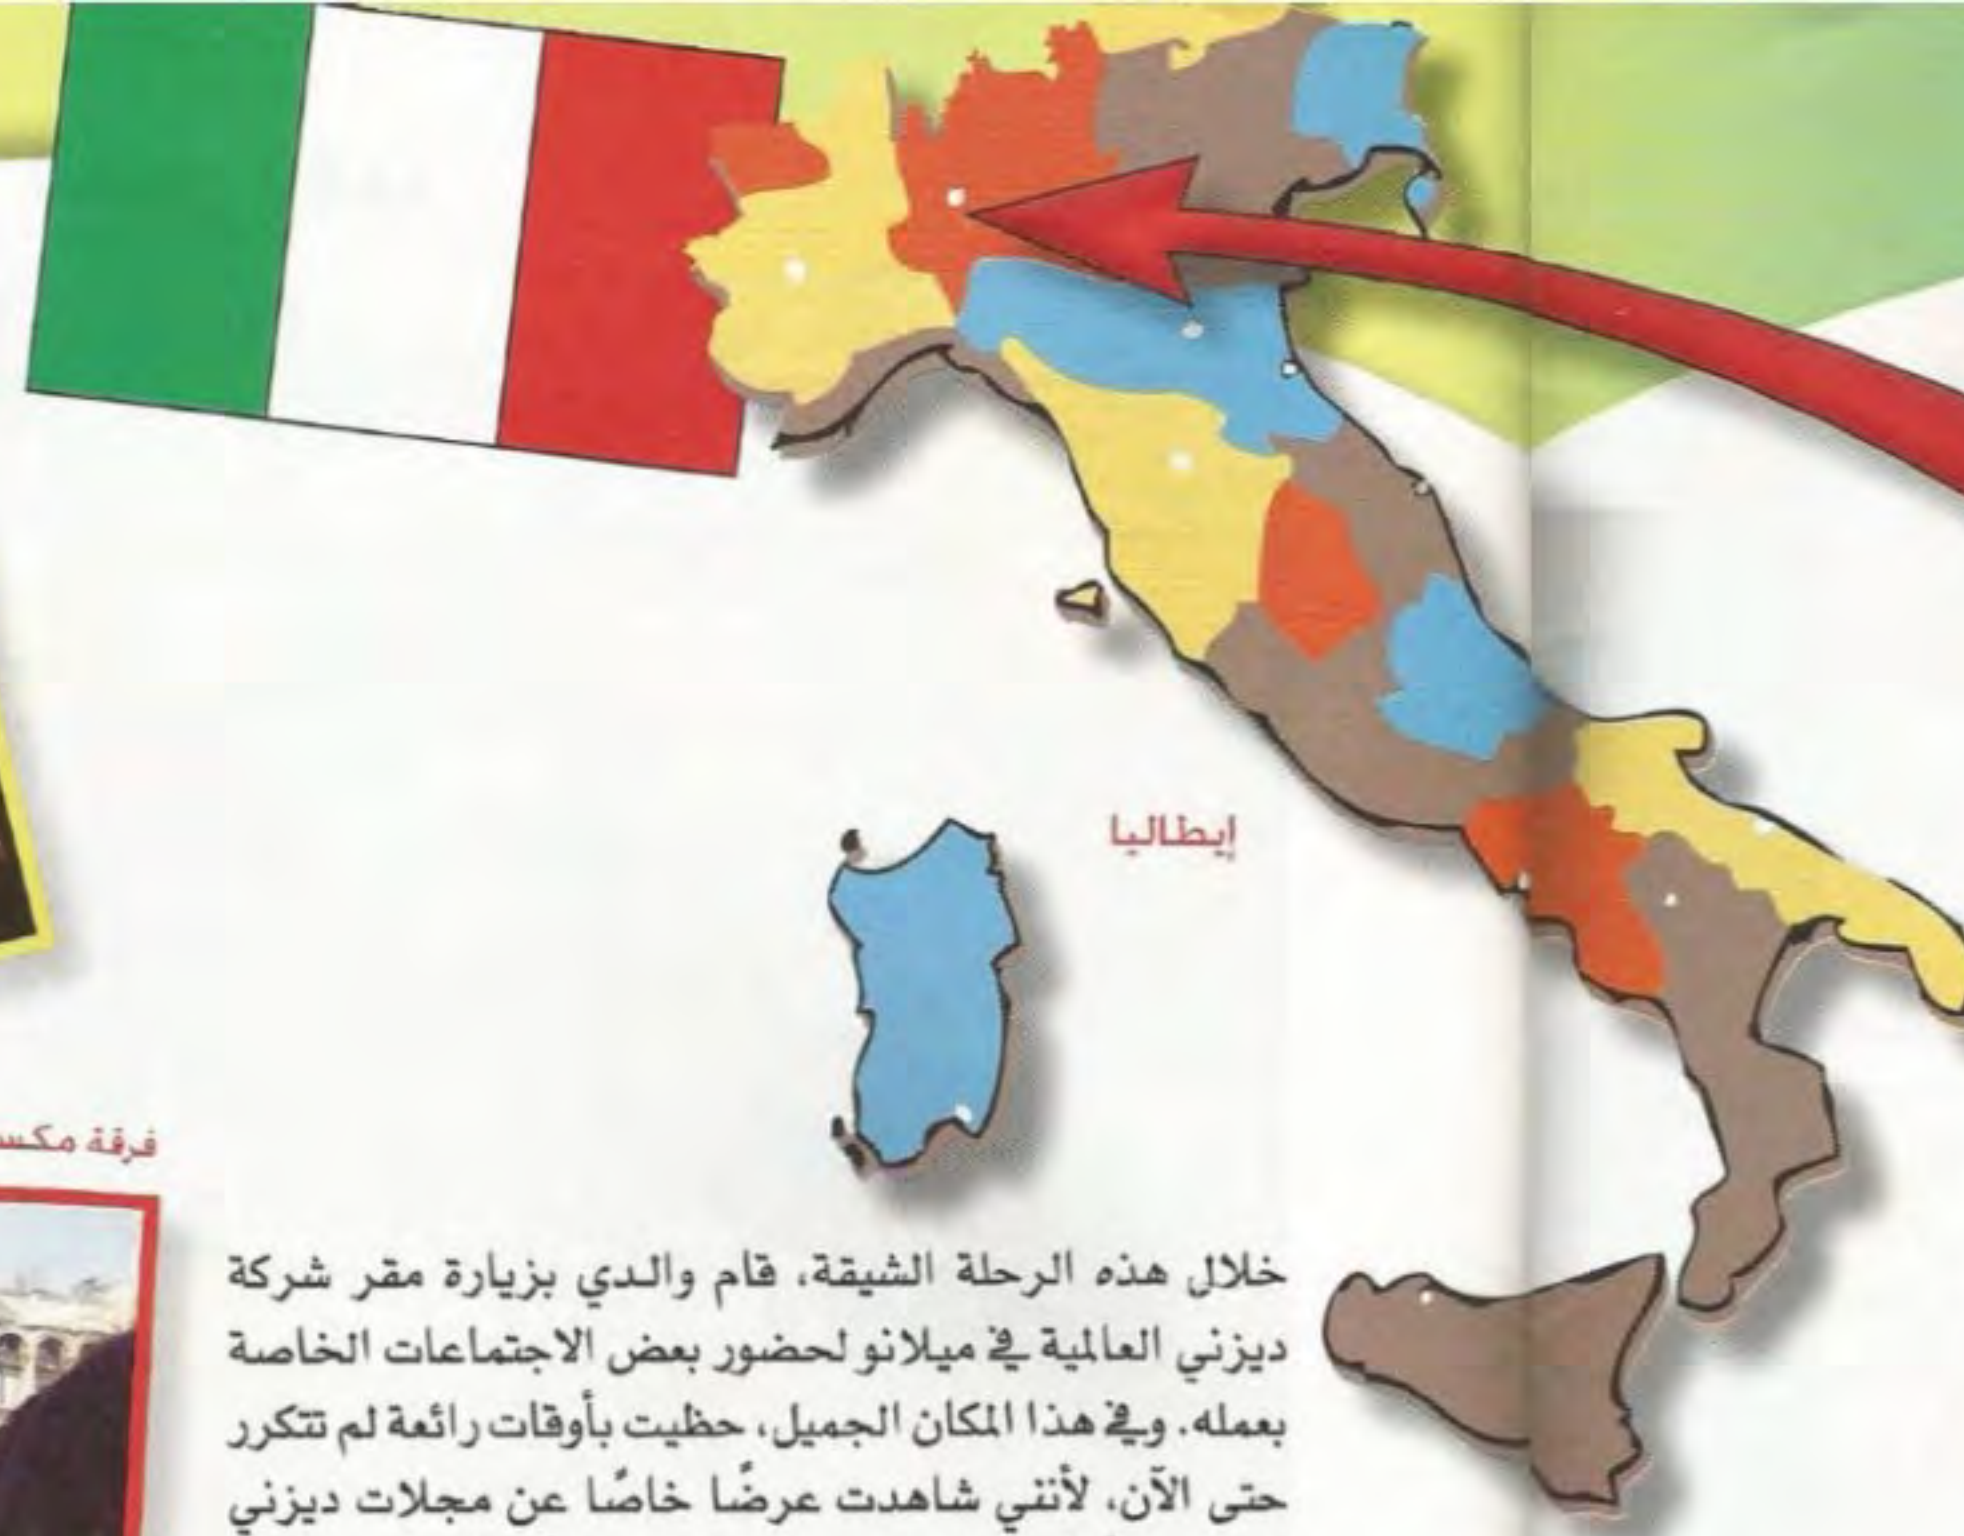 إيطاليا
فرقة
خلال هذه الرحلة الشيقة، قام والدي بزيارة مقر شركة
ديزني العالمية في ميلانو لحضور بعض الاجتماعات الخاصة
بعمله. وفي هذا المكان الجميل، حظيت بأوقات رائعة لم تتكرر
حتى الآن، لأنني شاهدت عرضًا خاصًا عن مجلات ديزني